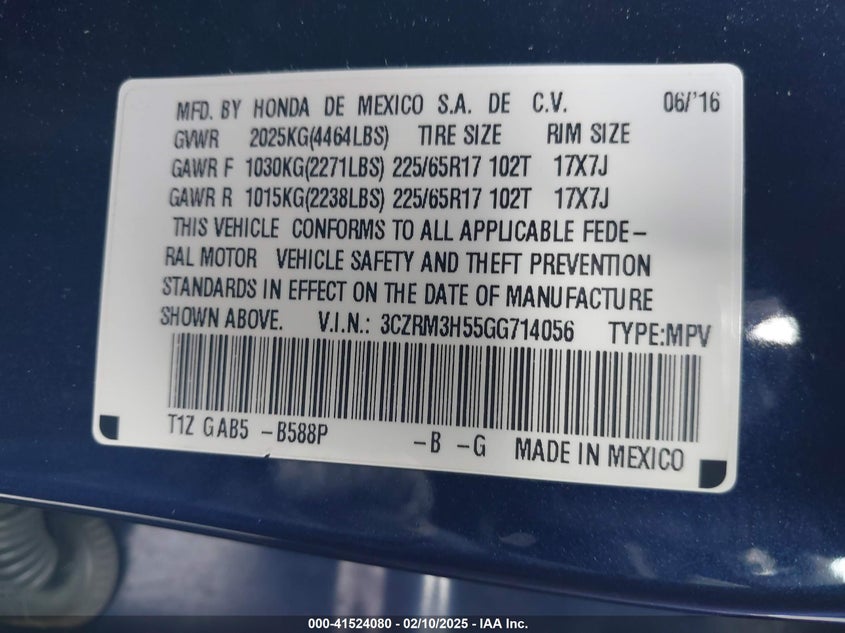 MFD. BY HONDA DE MEXICO S.A. DE C.V. 06/'16
GVWR 2025KG(4464LBS) TIRE SIZE RIM SIZE
GAWR F 1030KG(2271LBS) 225/65R17 102T 17X7J
GAWR R 1015KG(2238LBS) 225/65R17 102T 17X7J
THIS VEHICLE CONFORMS TO ALL APPLICABLE FEDE-
RAL MOTOR VEHICLE SAFETY AND THEFT PREVENTION
STANDARDS IN EFFECT ON THE DATE OF MANUFACTURE
SHOWN ABOVE. V.I.N.: 3CZRM3H55GG714056 TYPE:MPV
T1Z GAB5 -B588P -B -G MADE IN MEXICO
000-41524080 - 02/10/2025 - IAA Inc.